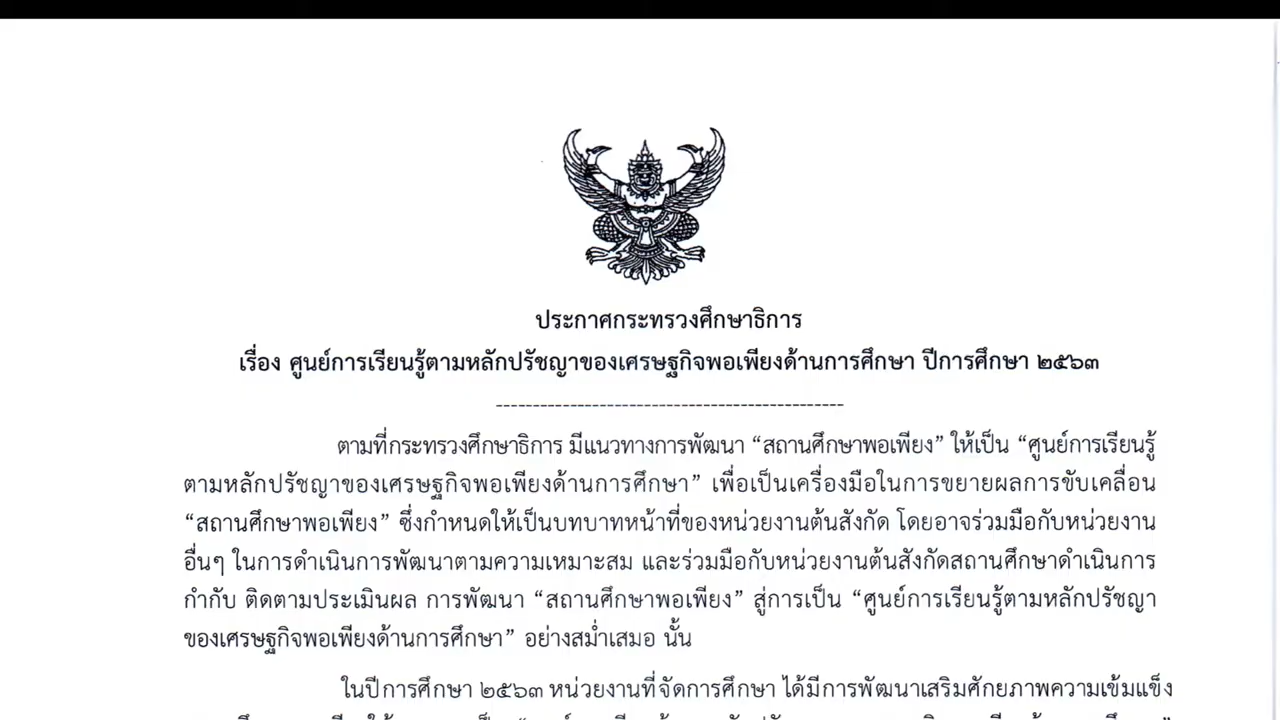 ประกาศกระทรวงศึกษาธิการ
เรื่อง ศูนย์การเรียนรู้ตามหลักปรัชญาของเศรษฐกิจพอเพียงด้านการศึกษา ปีการศึกษา ๒๕๖๓
-----------------------------------------------
ตามที่กระทรวงศึกษาธิการ มีแนวทางการพัฒนา “สถานศึกษาพอเพียง” ให้เป็น “ศูนย์การเรียนรู้
ตามหลักปรัชญาของเศรษฐกิจพอเพียงด้านการศึกษา” เพื่อเป็นเครื่องมือในการขยายผลการขับเคลื่อน
“สถานศึกษาพอเพียง” ซึ่งกำหนดให้เป็นบทบาทหน้าที่ของหน่วยงานต้นสังกัด โดยอาจร่วมมือกับหน่วยงาน
อื่นๆ ในการดำเนินการพัฒนาตามความเหมาะสม และร่วมมือกับหน่วยงานต้นสังกัดสถานศึกษาดำเนินการ
กำกับ ติดตามประเมินผล การพัฒนา “สถานศึกษาพอเพียง” สู่การเป็น “ศูนย์การเรียนรู้ตามหลักปรัชญา
ของเศรษฐกิจพอเพียงด้านการศึกษา” อย่างสม่ำเสมอ นั้น
ในปีการศึกษา ๒๕๖๓ หน่วยงานที่จัดการศึกษา ได้มีการพัฒนาเสริมศักยภาพความเข้มแข็ง